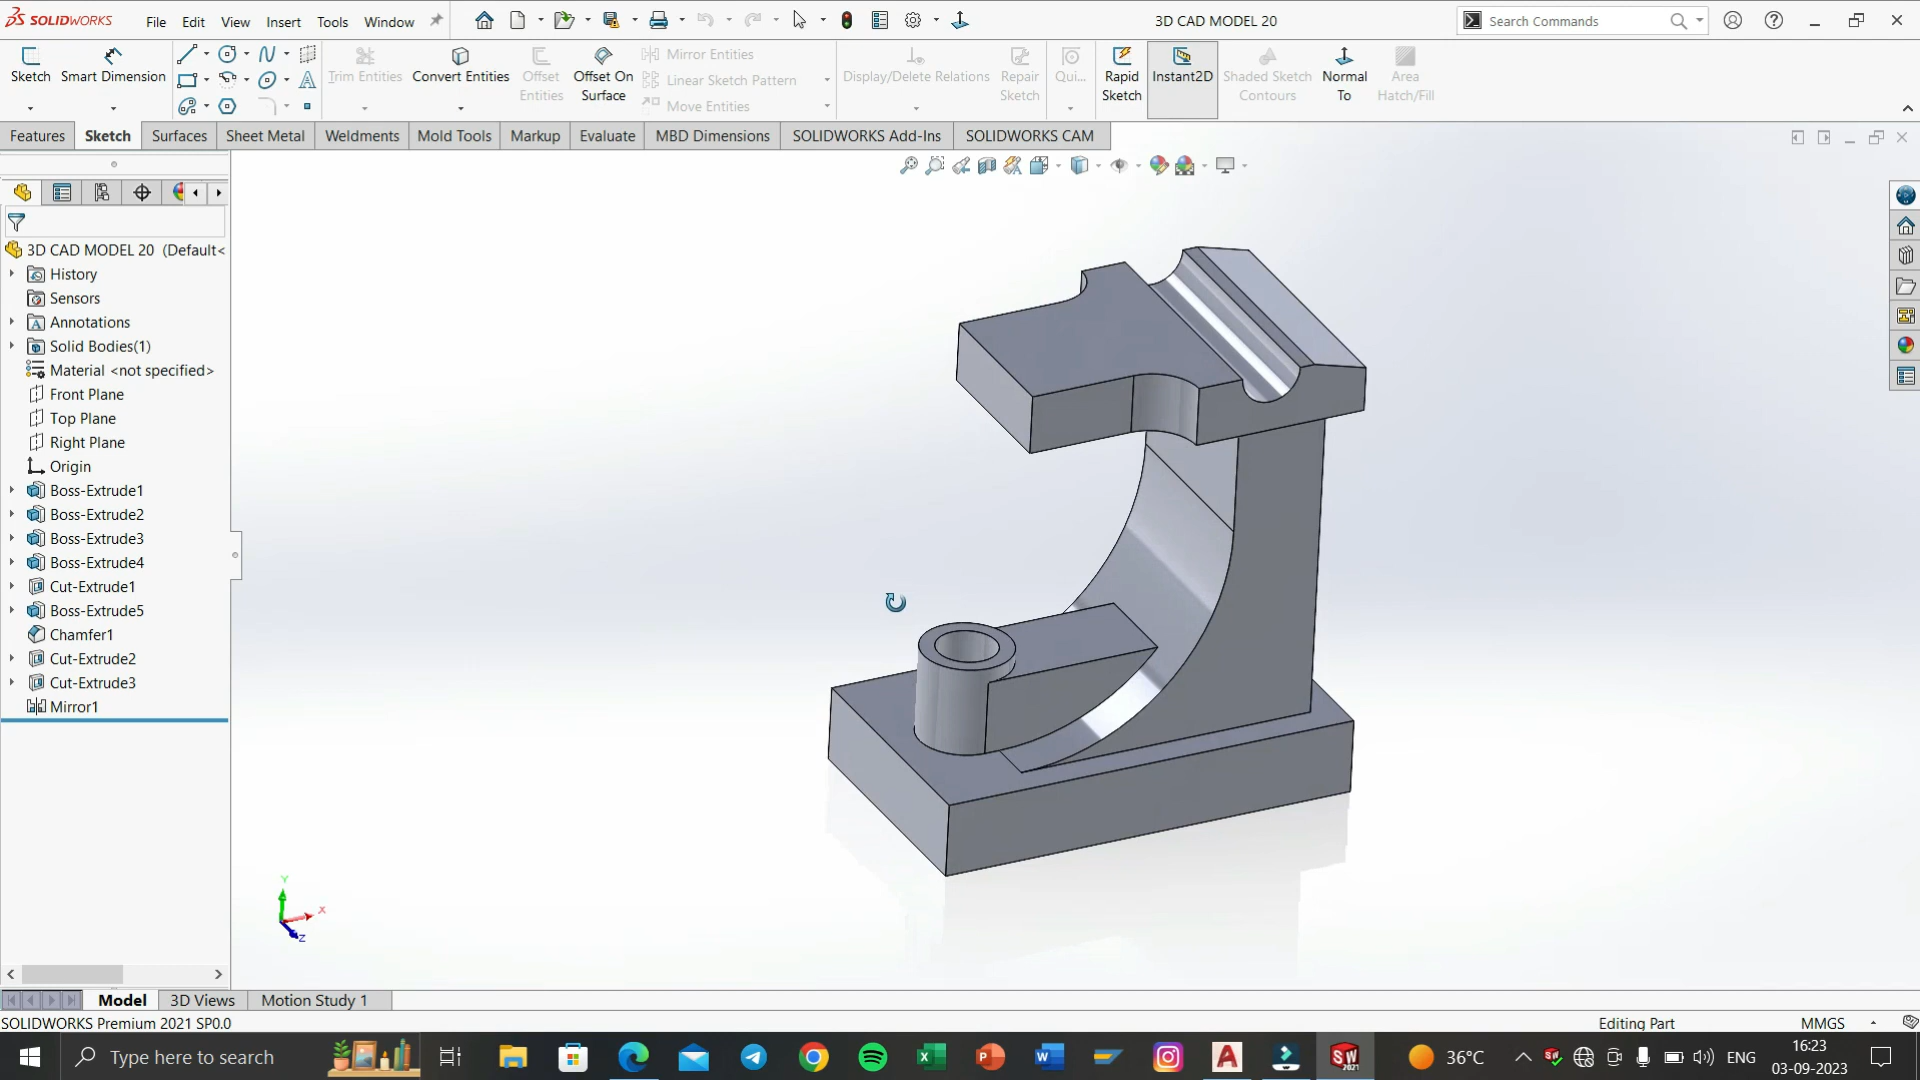 SOLIDWORKS File Edit View Insert Tools Window 3D CAD MODEL 20 Search Commands
Sketch Smart Dimension Trim Entities Convert Entities Offset Entities Offset On Surface Mirror Entities Linear Sketch Pattern Move Entities Display/Delete Relations Repair Sketch Qui... Rapid Sketch Instant2D Shaded Sketch Contours Normal To Area Hatch/Fill
Features Sketch Surfaces Sheet Metal Weldments Mold Tools Markup Evaluate MBD Dimensions SOLIDWORKS Add-Ins SOLIDWORKS CAM
3D CAD MODEL 20 (Default<
History
Sensors
Annotations
Solid Bodies(1)
Material <not specified>
Front Plane
Top Plane
Right Plane
Origin
Boss-Extrude1
Boss-Extrude2
Boss-Extrude3
Boss-Extrude4
Cut-Extrude1
Boss-Extrude5
Chamfer1
Cut-Extrude2
Cut-Extrude3
Mirror1
Y
X
Z
Model 3D Views Motion Study 1
SOLIDWORKS Premium 2021 SP0.0 Editing Part MMGS
Type here to search 36°C ENG 16:23
03-09-2023